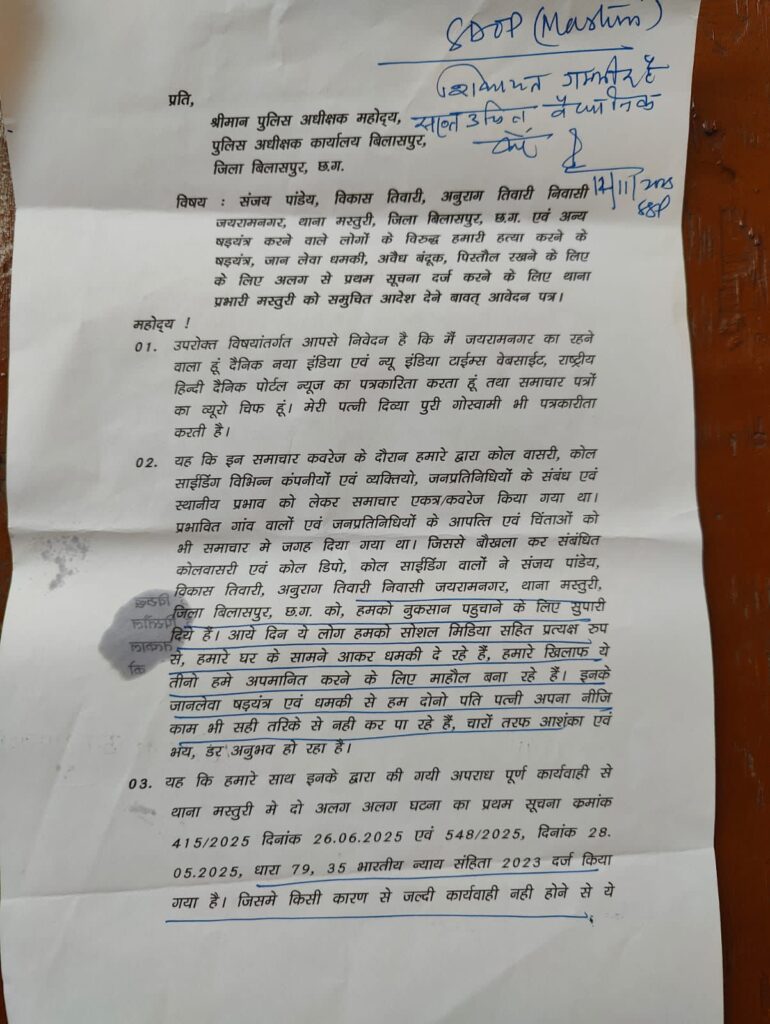 SDOP (Masturi)
शिकायत गम्भीर है
उचित वैधानिक
करें
12/11/2025
SSP
प्रति,
श्रीमान पुलिस अधीक्षक महोद्य,
पुलिस अधीक्षक कार्यालय बिलासपुर,
जिला बिलासपुर, छ.ग.
विषय : संजय पांडेय, विकास तिवारी, अनुराग तिवारी निवासी
जयरामनगर, थाना मस्तुरी, जिला बिलासपुर, छ.ग. एवं अन्य
षड़यंत्र करने वाले लोगों के विरुद्ध हमारी हत्या करने के
षड़यंत्र, जान लेवा धमकी, अवैध बंदूक, पिस्तौल रखने के लिए
के लिए अलग से प्रथम सूचना दर्ज करने के लिए थाना
प्रभारी मस्तुरी को समुचित आदेश देने बावत् आवेदन पत्र।
महोद्य !
01. उपरोक्त विषयांतर्गत आपसे निवेदन है कि मैं जयरामनगर का रहने
वाला हूं दैनिक नया इंडिया एवं न्यू इंडिया टाईम्स वेबसाईट, राष्ट्रीय
हिन्दी दैनिक पोर्टल न्यूज का पत्रकारिता करता हूं तथा समाचार पत्रों
का व्यूरो चिफ हूं। मेरी पत्नी दिव्या पुरी गोस्वामी भी पत्रकारीता
करती है।
02. यह कि इन समाचार कवरेज के दौरान हमारे द्वारा कोल वासरी, कोल
साईडिंग विभिन्न कंपनीयों एवं व्यक्तियो, जनप्रतिनिधियों के संबंध एवं
स्थानीय प्रभाव को लेकर समाचार एकत्र/कवरेज किया गया था।
प्रभावित गांव वालों एवं जनप्रतिनिधियों के आपत्ति एवं चिंताओं को
भी समाचार मे जगह दिया गया था। जिससे बौखला कर संबंधित
कोलवासरी एवं कोल डिपो, कोल साईडिंग वालों ने संजय पांडेय,
विकास तिवारी, अनुराग तिवारी निवासी जयरामनगर, थाना मस्तुरी,
जिला बिलासपुर, छ.ग. को, हमको नुकसान पहुचाने के लिए सुपारी
दिये हैं। आये दिन ये लोग हमको सोशल मिडिया सहित प्रत्यक्ष रुप
से, हमारे घर के सामने आकर धमकी दे रहे हैं, हमारे खिलाफ ये
तीनो हमे अपमानित करने के लिए माहौल बना रहे हैं। इनके
जानलेवा षड़यंत्र एवं धमकी से हम दोनो पति पत्नी अपना नीजि
काम भी सही तरिके से नही कर पा रहे हैं, चारों तरफ आशंका एवं
भय, डर अनुभव हो रहा है।
03. यह कि हमारे साथ इनके द्वारा की गयी अपराध पूर्ण कार्यवाही से
थाना मस्तुरी मे दो अलग अलग घटना का प्रथम सूचना कमांक
415/2025 दिनांक 26.06.2025 एवं 548/2025, दिनांक 28.
05.2025, धारा 79, 35 भारतीय न्याय संहिता 2023 दर्ज किया
गया है। जिसमे किसी कारण से जल्दी कार्यवाही नही होने से ये